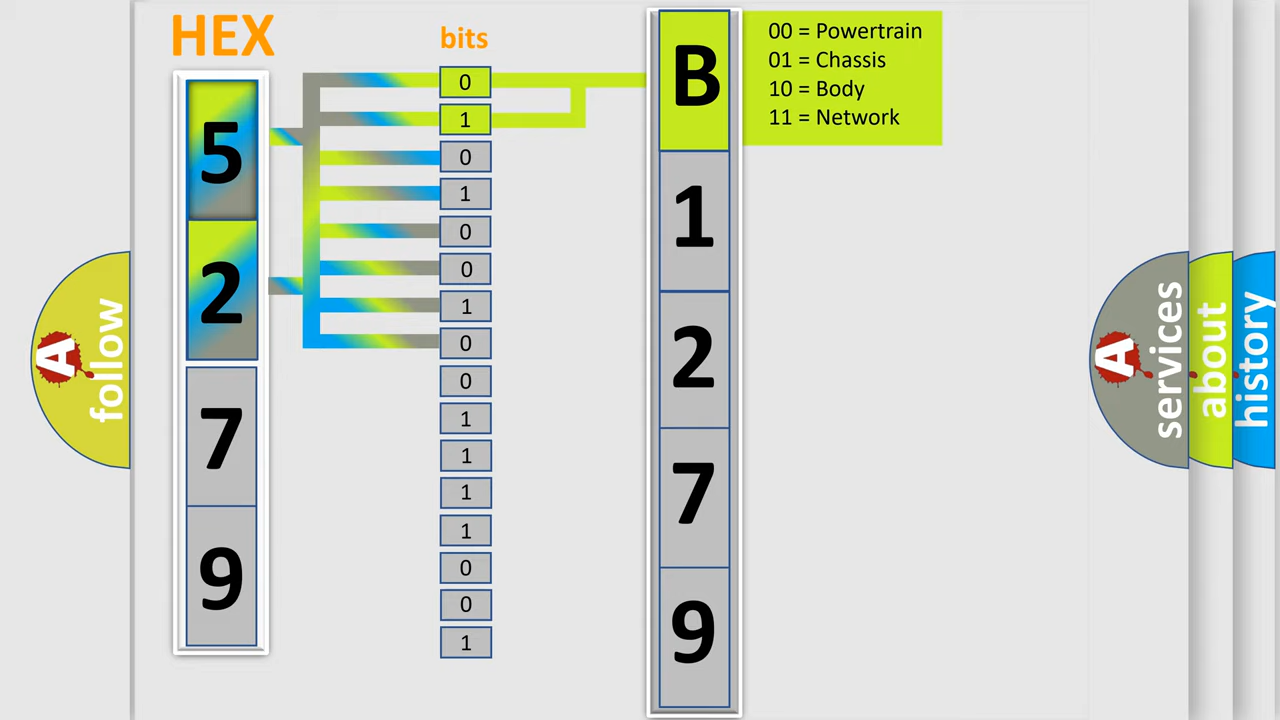 HEX
bits
5
2
7
9
0
1
0
1
0
0
1
0
0
1
1
1
1
0
0
1
B
1
2
7
9
00 = Powertrain
01 = Chassis
10 = Body
11 = Network
A
follow
A
services
about
history